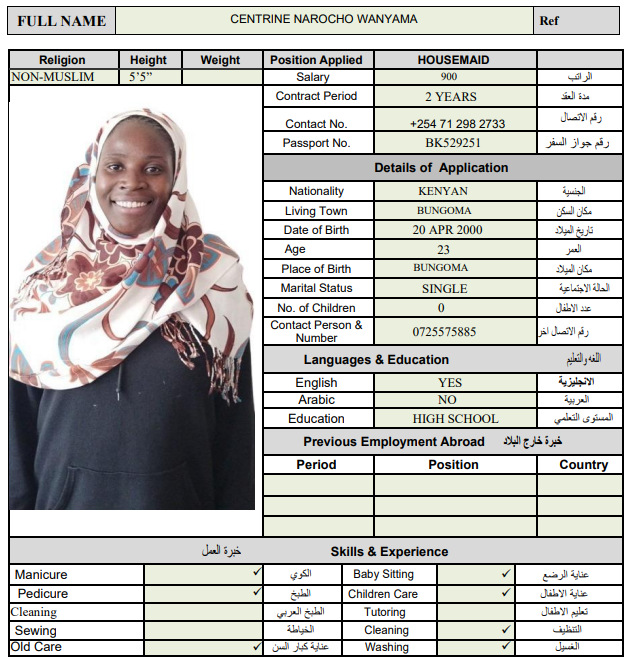 FULL NAME CENTRINE NAROCHO WANYAMA Ref
Religion Height Weight Position Applied HOUSEMAID
NON-MUSLIM 5’5” Salary 900 الراتب
Contract Period 2 YEARS مدة العقد
Contact No. +254 71 298 2733 رقم الاتصال
Passport No. BK529251 رقم جواز السفر
Details of Application
Nationality KENYAN الجنسية
Living Town BUNGOMA مكان السكن
Date of Birth 20 APR 2000 تاريخ الميلاد
Age 23 العمر
Place of Birth BUNGOMA مكان الميلاد
Marital Status SINGLE الحالة الاجتماعية
No. of Children 0 عدد الاطفال
Contact Person & Number 0725575885 رقم الاتصال اخر
Languages & Education اللغه والتعليم
English YES الانجليزية
Arabic NO العربية
Education HIGH SCHOOL المستوى التعلمي
Previous Employment Abroad خبرة خارج البلاد
Period Position Country
خبرة العمل Skills & Experience
Manicure ✓ الكوي Baby Sitting ✓ عناية الرضع
Pedicure ✓ الطبخ Children Care ✓ عناية الاطفال
Cleaning الطبخ العربي Tutoring تعليم الاطفال
Sewing الخياطة Cleaning ✓ التنظيف
Old Care ✓ عناية كبار السن Washing ✓ الغسيل